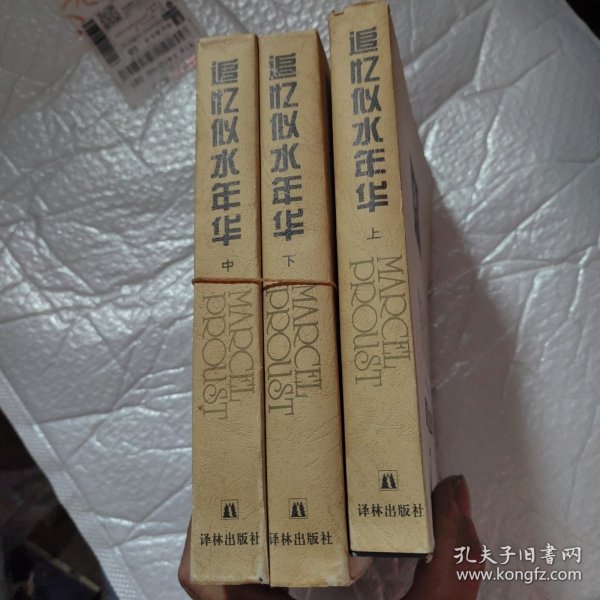 追忆似水年华
中
MARCEL
PROUST
译林出版社
追忆似水年华
下
MARCEL
PROUST
译林出版社
追忆似水年华
上
MARCEL
PROUST
译林出版社
孔夫子旧书网
www.kongfz.com